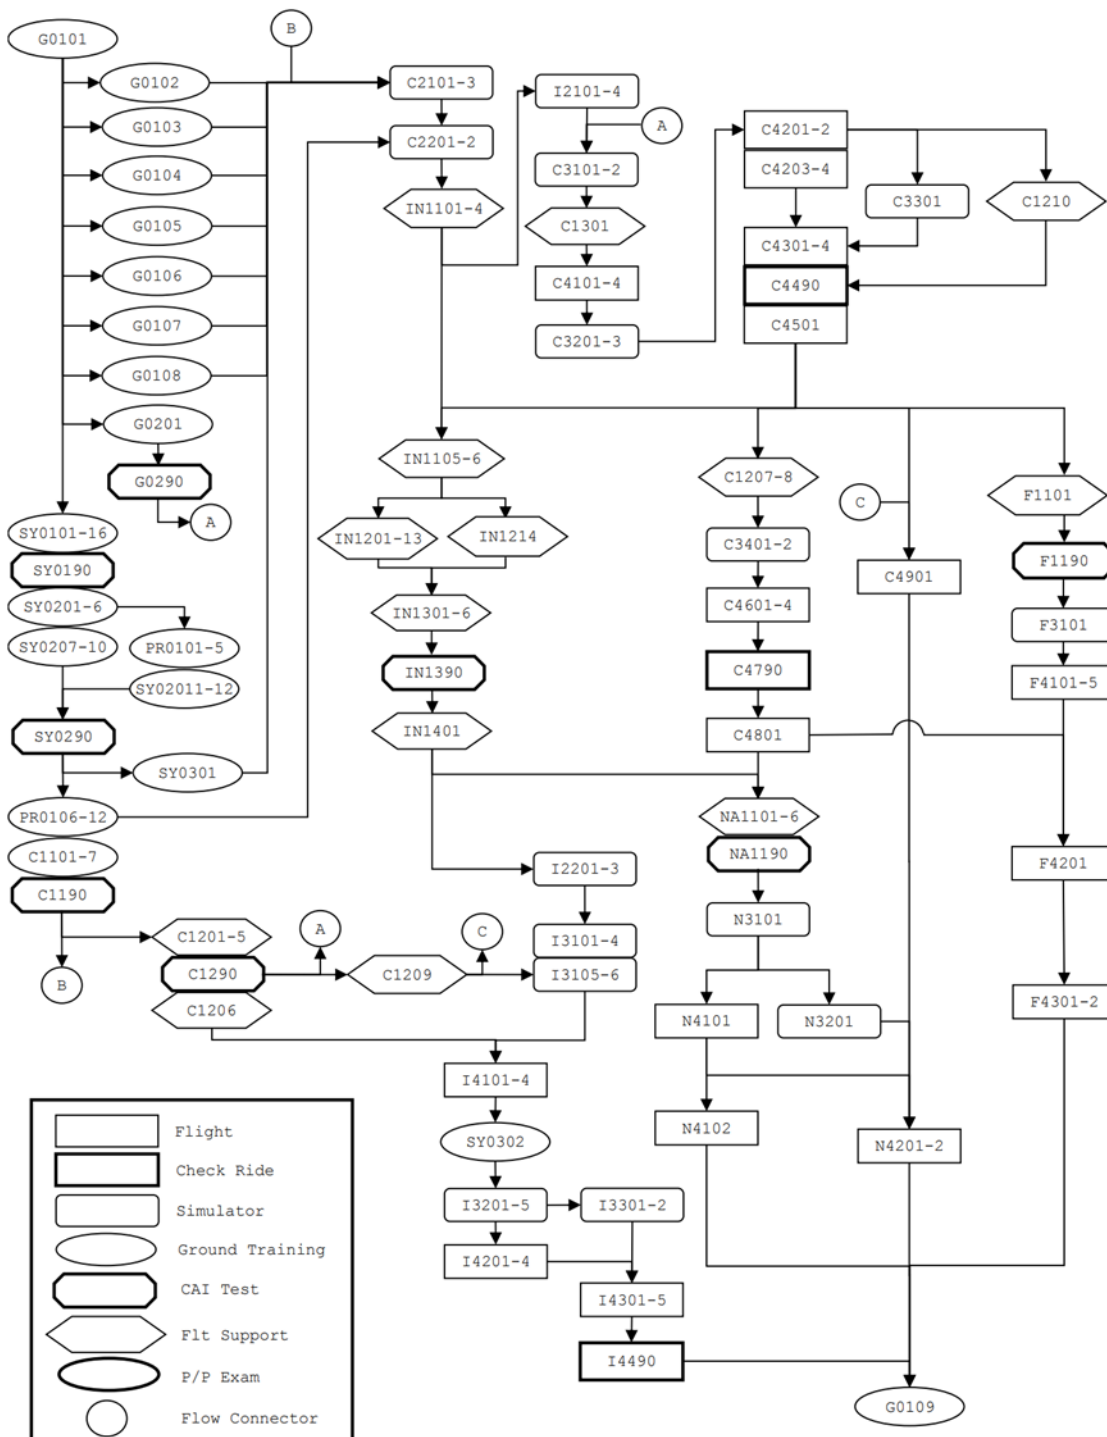 G0101
B
G0102
C2101-3
I2101-4
G0103
A
C4201-2
C2201-2
G0104
C3101-2
C4203-4
IN1101-4
C3301
C1210
G0105
C1301
C4301-4
G0106
C4101-4
C4490
G0107
C4501
C3201-3
G0108
G0201
IN1105-6
G0290
C1207-8
F1101
C
A
SY0101-16
IN1201-13
IN1214
C3401-2
F1190
SY0190
C4901
SY0201-6
IN1301-6
C4601-4
F3101
SY0207-10
PR0101-5
IN1390
C4790
F4101-5
SY02011-12
SY0290
IN1401
C4801
SY0301
PR0106-12
NA1101-6
C1101-7
NA1190
F4201
C1190
I2201-3
N3101
C1201-5
A
C
I3101-4
B
C1290
C1209
I3105-6
C1206
N4101
N3201
F4301-2
I4101-4
Flight
SY0302
N4102
N4201-2
Check Ride
Simulator
I3201-5
I3301-2
Ground Training
I4201-4
CAI Test
I4301-5
Flt Support
I4490
P/P Exam
G0109
Flow Connector